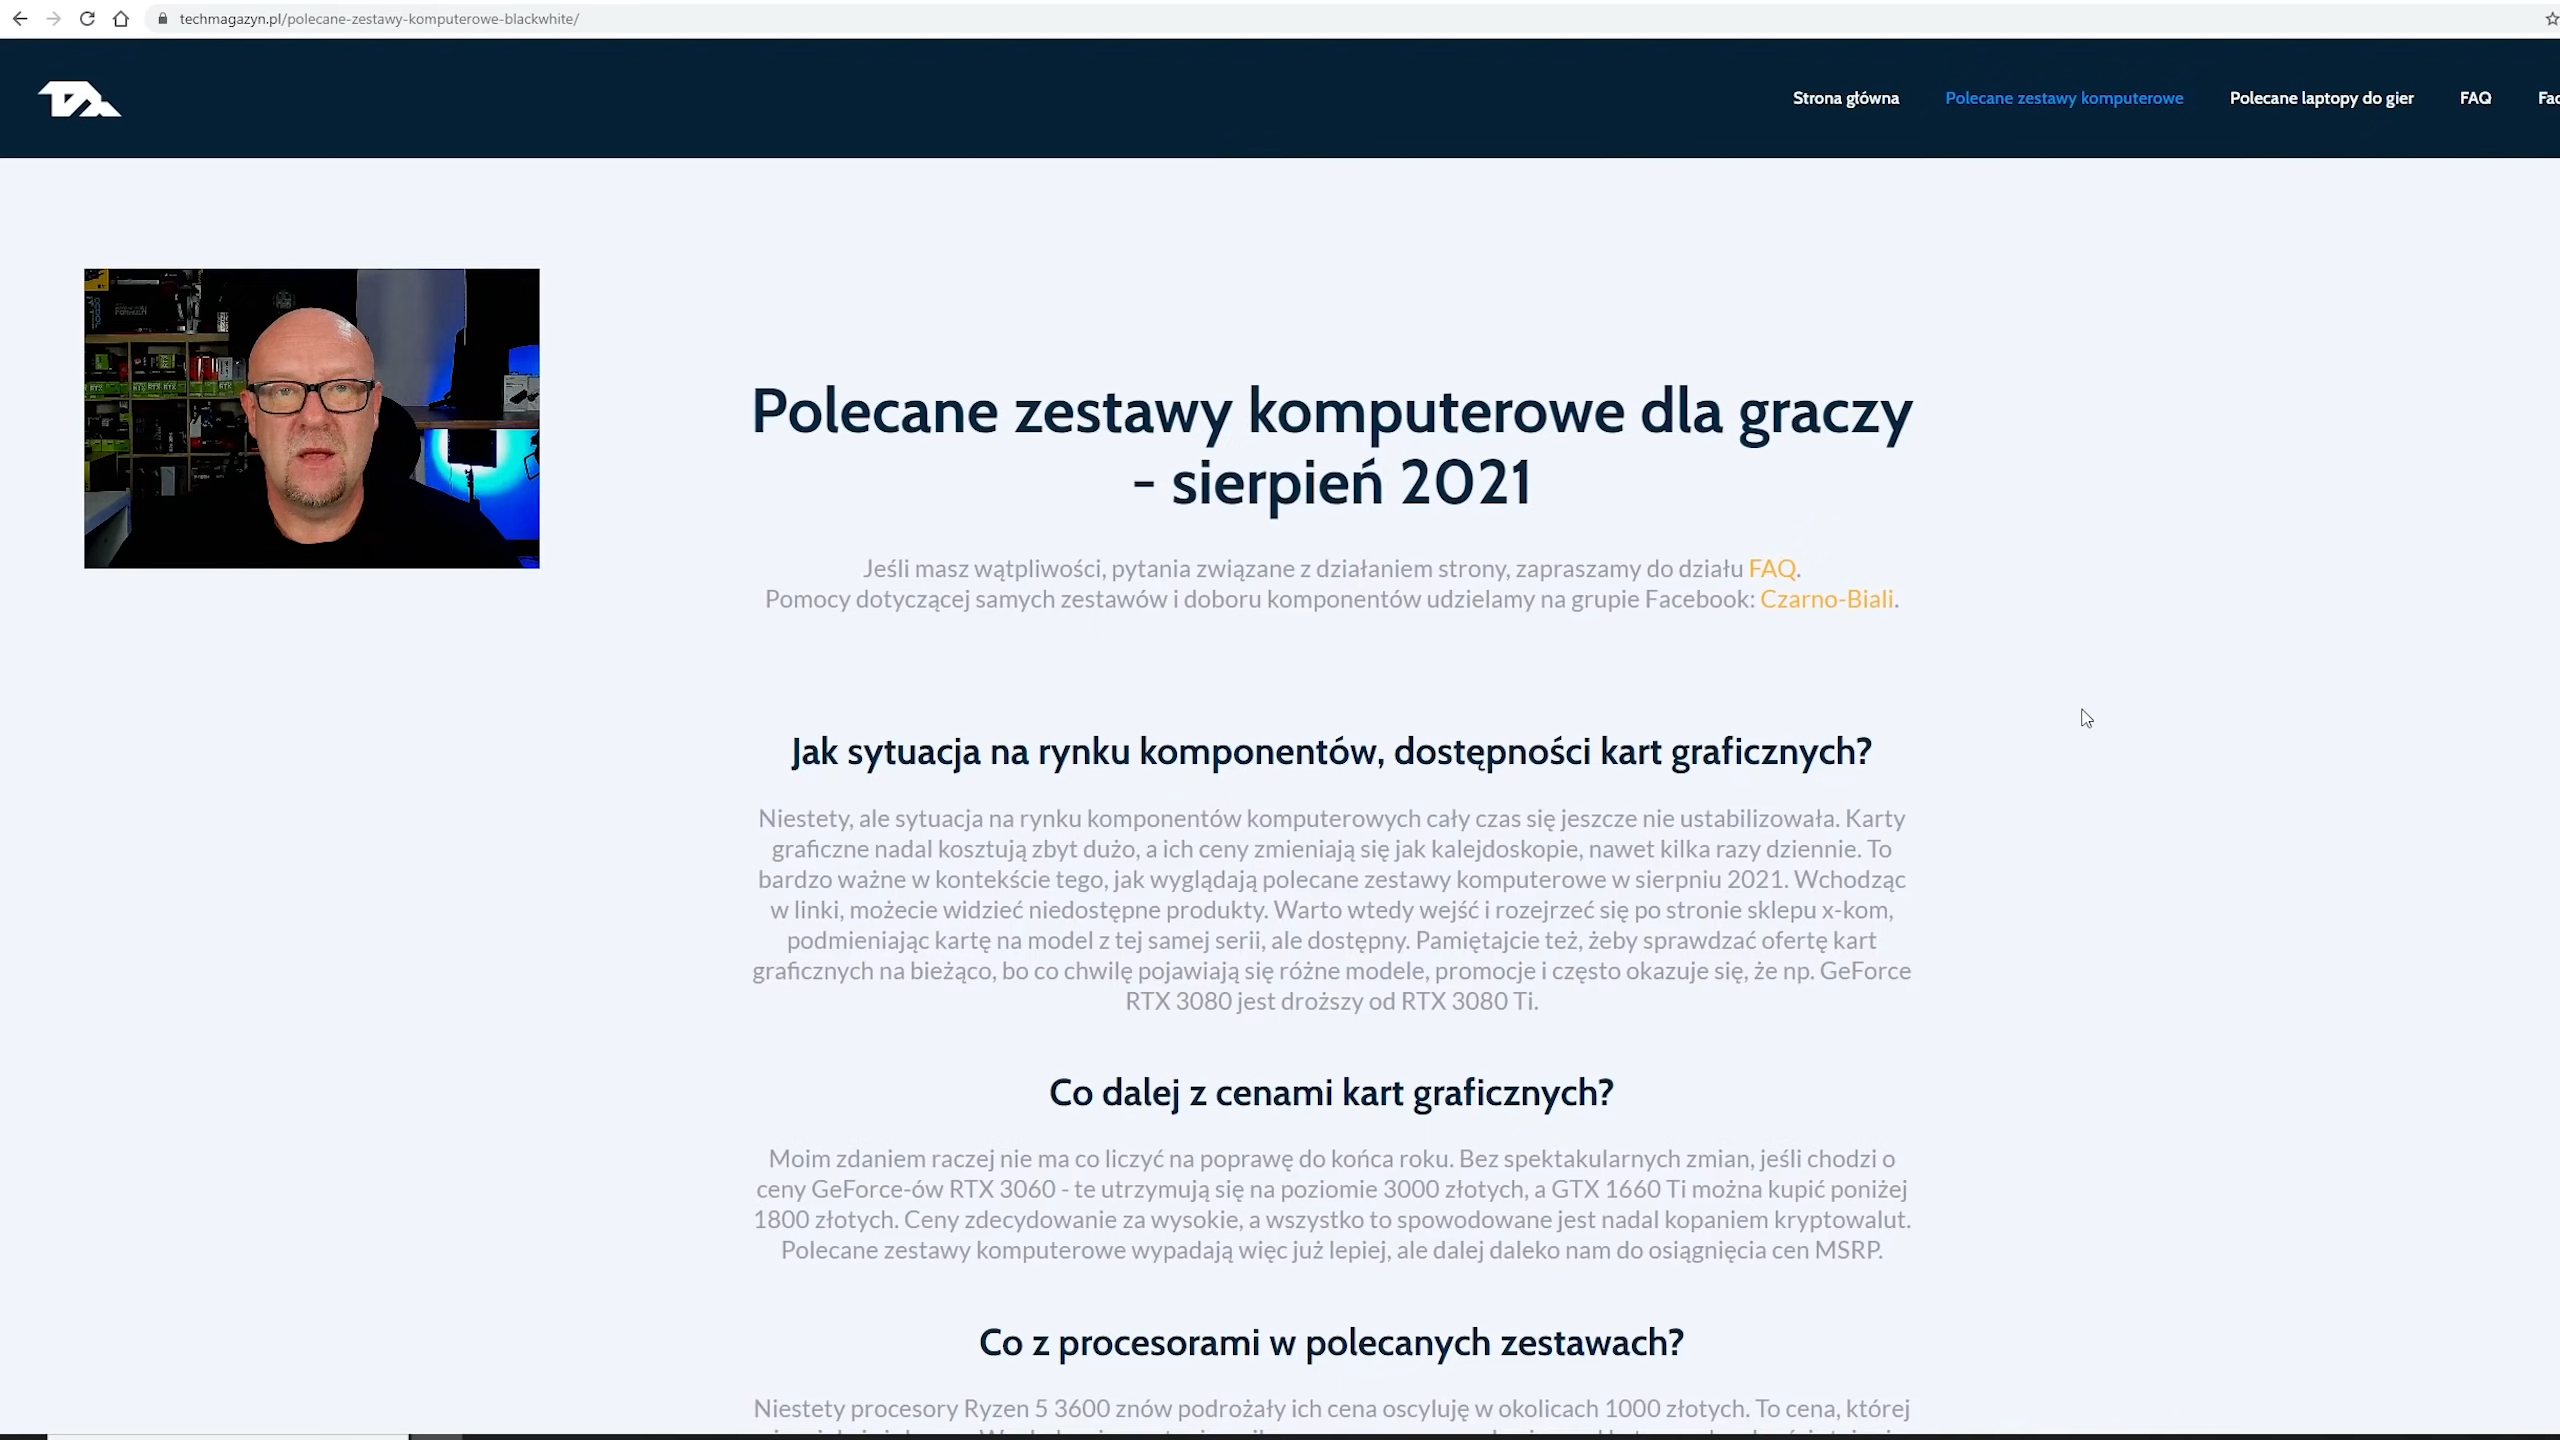 techmagazyn.pl/polecane-zestawy-komputerowe-blackwhite/
Strona główna Polecane zestawy komputerowe Polecane laptopy do gier FAQ
Polecane zestawy komputerowe dla graczy
- sierpień 2021
Jeśli masz wątpliwości, pytania związane z działaniem strony, zapraszamy do działu FAQ.
Pomocy dotyczącej samych zestawów i doboru komponentów udzielamy na grupie Facebook: Czarno-Biali.
Jak sytuacja na rynku komponentów, dostępności kart graficznych?
Niestety, ale sytuacja na rynku komponentów komputerowych cały czas się jeszcze nie ustabilizowała. Karty
graficzne nadal kosztują zbyt dużo, a ich ceny zmieniają się jak kalejdoskopie, nawet kilka razy dziennie. To
bardzo ważne w kontekście tego, jak wyglądają polecane zestawy komputerowe w sierpniu 2021. Wchodząc
w linki, możecie widzieć niedostępne produkty. Warto wtedy wejść i rozejrzeć się po stronie sklepu x-kom,
podmieniając kartę na model z tej samej serii, ale dostępny. Pamiętajcie też, żeby sprawdzać ofertę kart
graficznych na bieżąco, bo co chwilę pojawiają się różne modele, promocje i często okazuje się, że np. GeForce
RTX 3080 jest droższy od RTX 3080 Ti.
Co dalej z cenami kart graficznych?
Moim zdaniem raczej nie ma co liczyć na poprawę do końca roku. Bez spektakularnych zmian, jeśli chodzi o
ceny GeForce-ów RTX 3060 - te utrzymują się na poziomie 3000 złotych, a GTX 1660 Ti można kupić poniżej
1800 złotych. Ceny zdecydowanie za wysokie, a wszystko to spowodowane jest nadal kopaniem kryptowalut.
Polecane zestawy komputerowe wypadają więc już lepiej, ale dalej daleko nam do osiągnięcia cen MSRP.
Co z procesorami w polecanych zestawach?
Niestety procesory Ryzen 5 3600 znów podrożały ich cena oscyluję w okolicach 1000 złotych. To cena, której